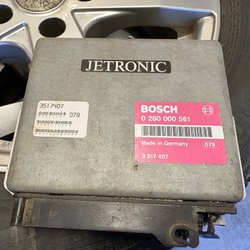 JETRONIC
3517407
078
BOSCH
0 280 000 561
Made in Germany 078
3 517 407